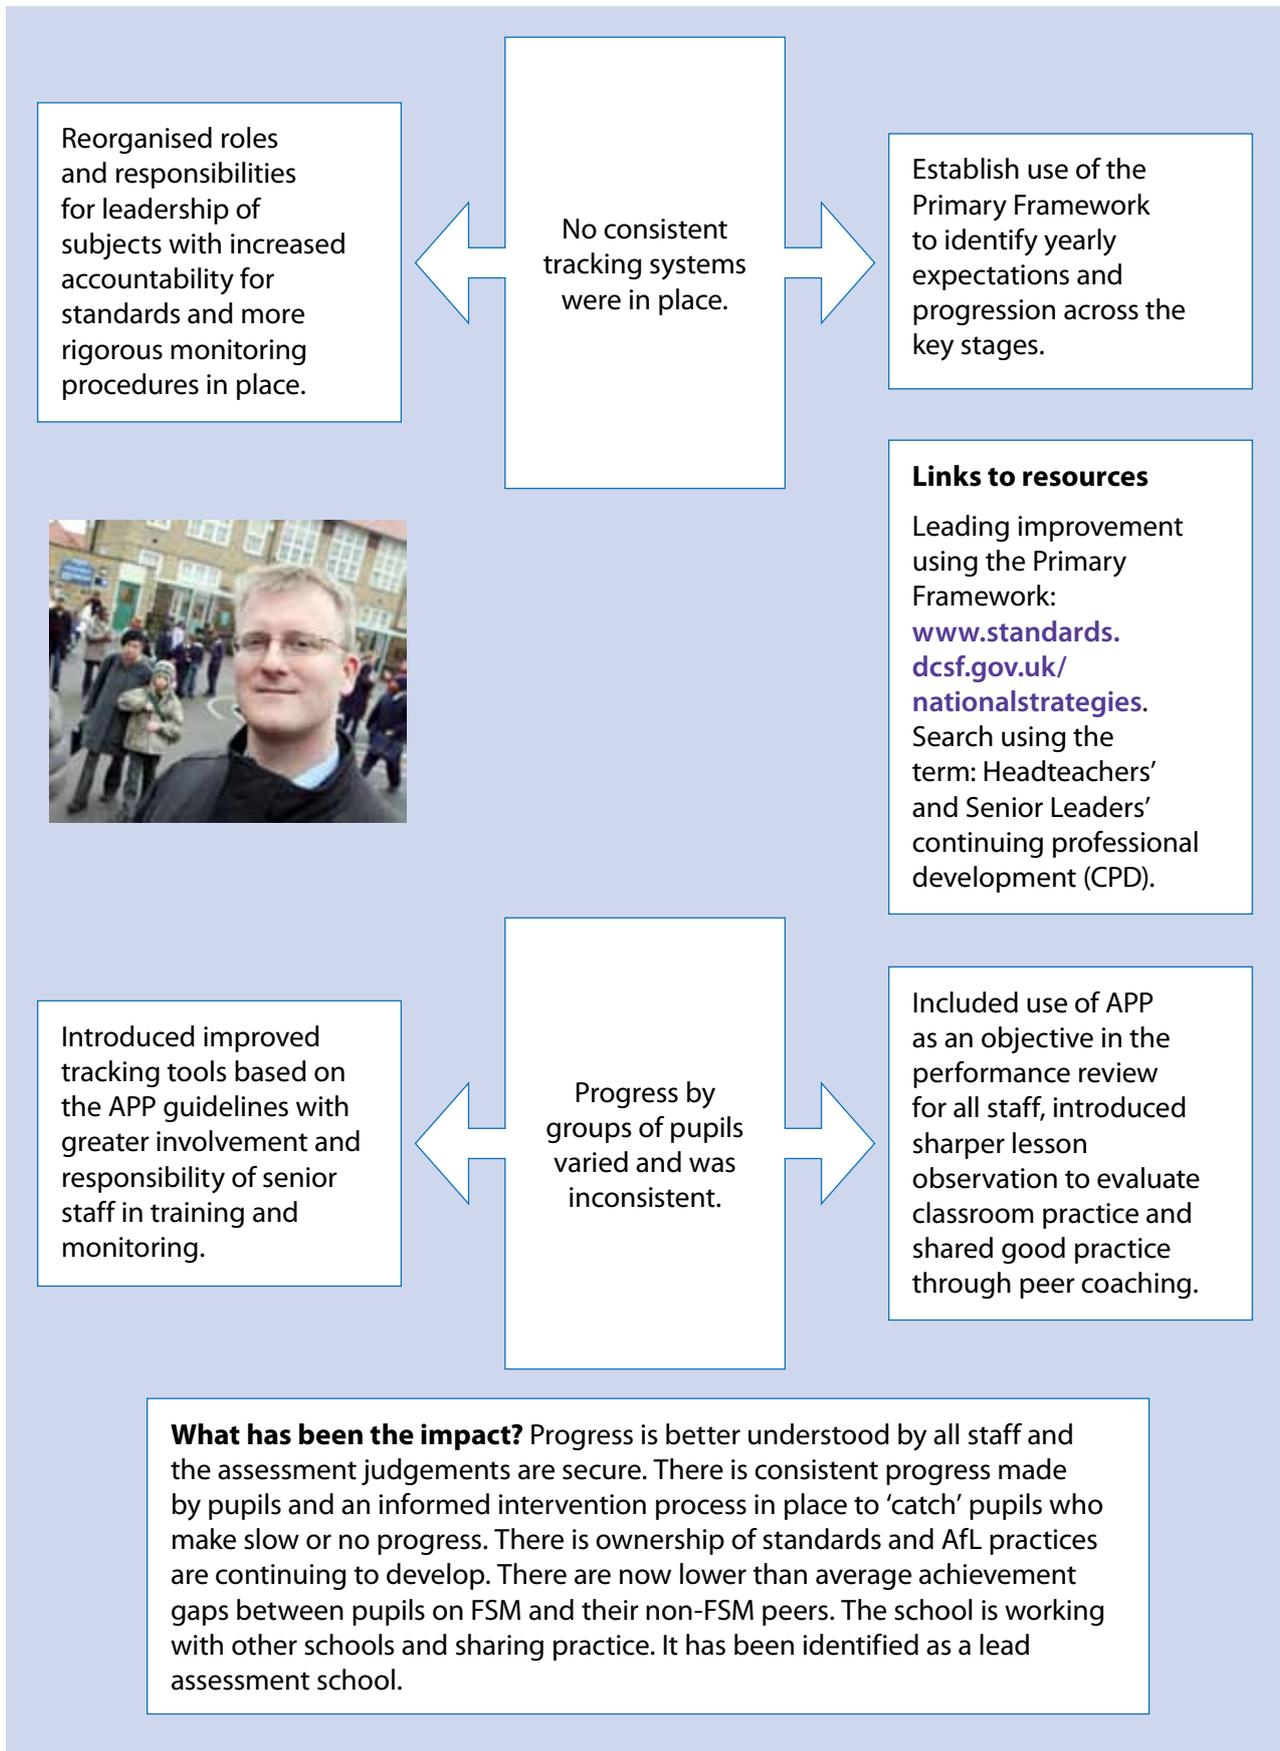 Reorganised roles
and responsibilities
for leadership of
subjects with increased
accountability for
standards and more
rigorous monitoring
procedures in place.
No consistent
tracking systems
were in place.
Establish use of the
Primary Framework
to identify yearly
expectations and
progression across the
key stages.
Links to resources
Leading improvement
using the Primary
Framework:
www.standards.
dcsf.gov.uk/
nationalstrategies.
Search using the
term: Headteachers’
and Senior Leaders’
continuing professional
development (CPD).
Introduced improved
tracking tools based on
the APP guidelines with
greater involvement and
responsibility of senior
staff in training and
monitoring.
Progress by
groups of pupils
varied and was
inconsistent.
Included use of APP
as an objective in the
performance review
for all staff, introduced
sharper lesson
observation to evaluate
classroom practice and
shared good practice
through peer coaching.
What has been the impact? Progress is better understood by all staff and
the assessment judgements are secure. There is consistent progress made
by pupils and an informed intervention process in place to ‘catch’ pupils who
make slow or no progress. There is ownership of standards and AfL practices
are continuing to develop. There are now lower than average achievement
gaps between pupils on FSM and their non-FSM peers. The school is working
with other schools and sharing practice. It has been identified as a lead
assessment school.